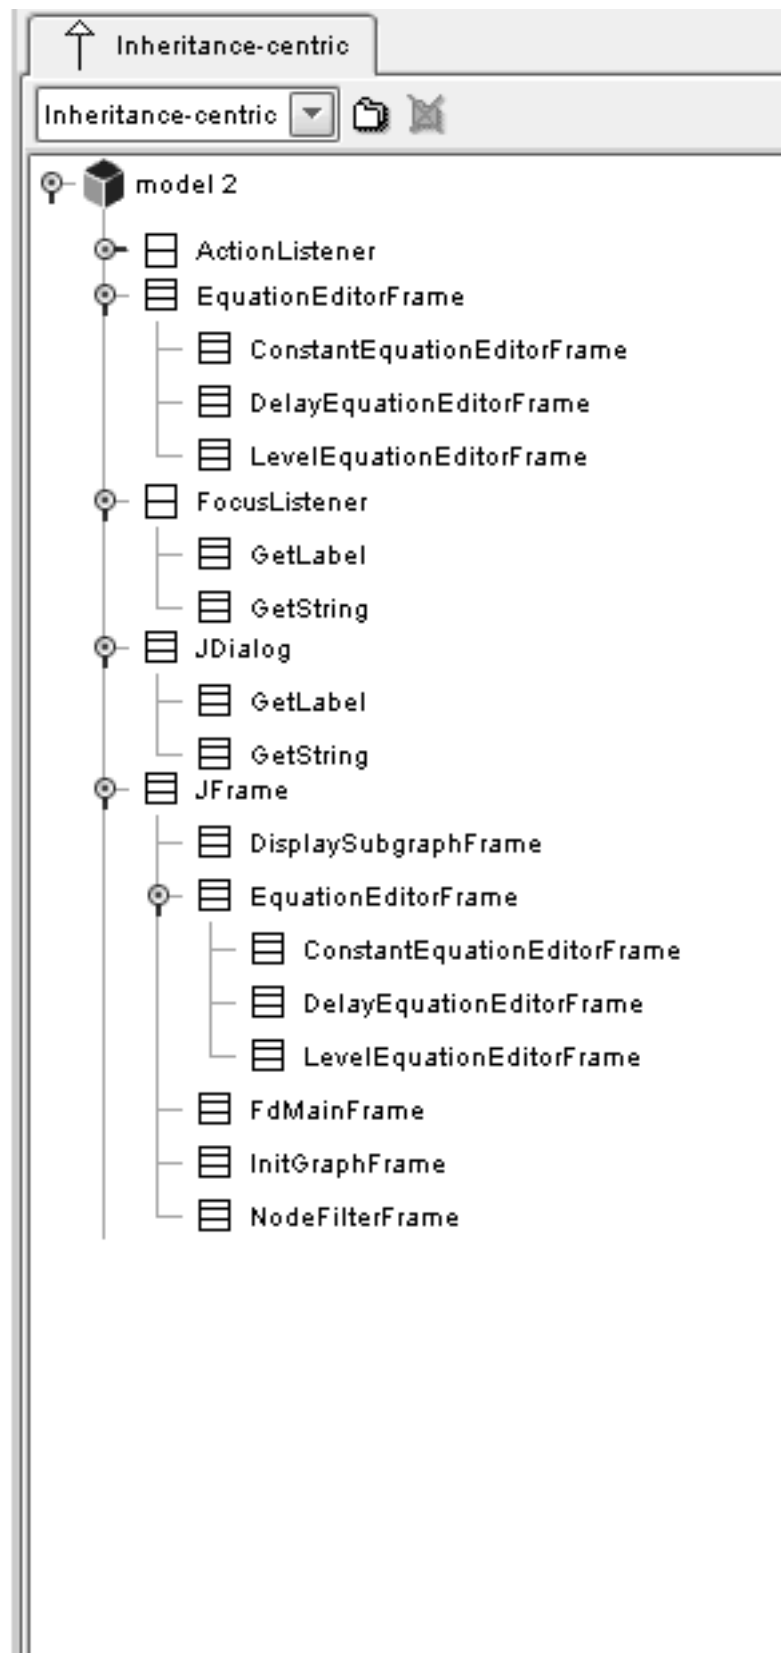 Inheritance-centric
Inheritance-centric
model 2
ActionListener
EquationEditorFrame
ConstantEquationEditorFrame
DelayEquationEditorFrame
LevelEquationEditorFrame
FocusListener
GetLabel
GetString
JDialog
GetLabel
GetString
JFrame
DisplaySubgraphFrame
EquationEditorFrame
ConstantEquationEditorFrame
DelayEquationEditorFrame
LevelEquationEditorFrame
FdMainFrame
InitGraphFrame
NodeFilterFrame